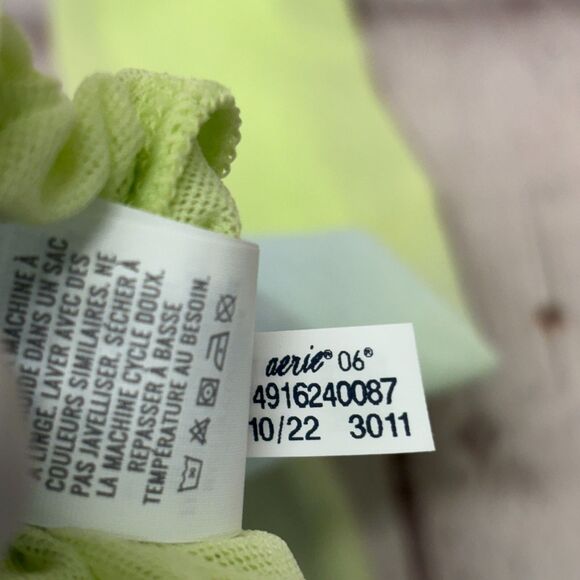 MACHINE À
DANS UN SAC
À LINGE. LAVER AVEC DES
COULEURS SIMILAIRES. NE
PAS JAVELLISER. SÉCHER À
LA MACHINE CYCLE DOUX.
REPASSER À BASSE
TEMPÉRATURE AU BESOIN.
aerie® 06®
4916240087
10/22 3011